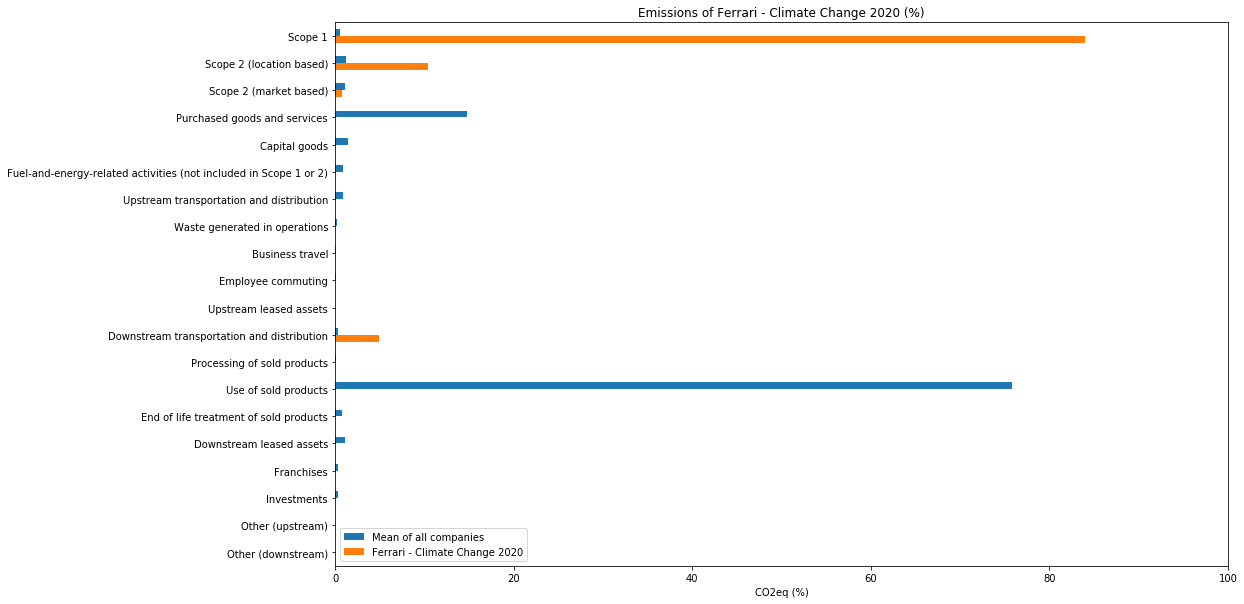 Emissions of Ferrari - Climate Change 2020 (%)
Scope 1
Scope 2 (location based)
Scope 2 (market based)
Purchased goods and services
Capital goods
Fuel-and-energy-related activities (not included in Scope 1 or 2)
Upstream transportation and distribution
Waste generated in operations
Business travel
Employee commuting
Upstream leased assets
Downstream transportation and distribution
Processing of sold products
Use of sold products
End of life treatment of sold products
Downstream leased assets
Franchises
Investments
Other (upstream)
Other (downstream)
Mean of all companies
Ferrari - Climate Change 2020
0 20 40 60 80 100
CO2eq (%)